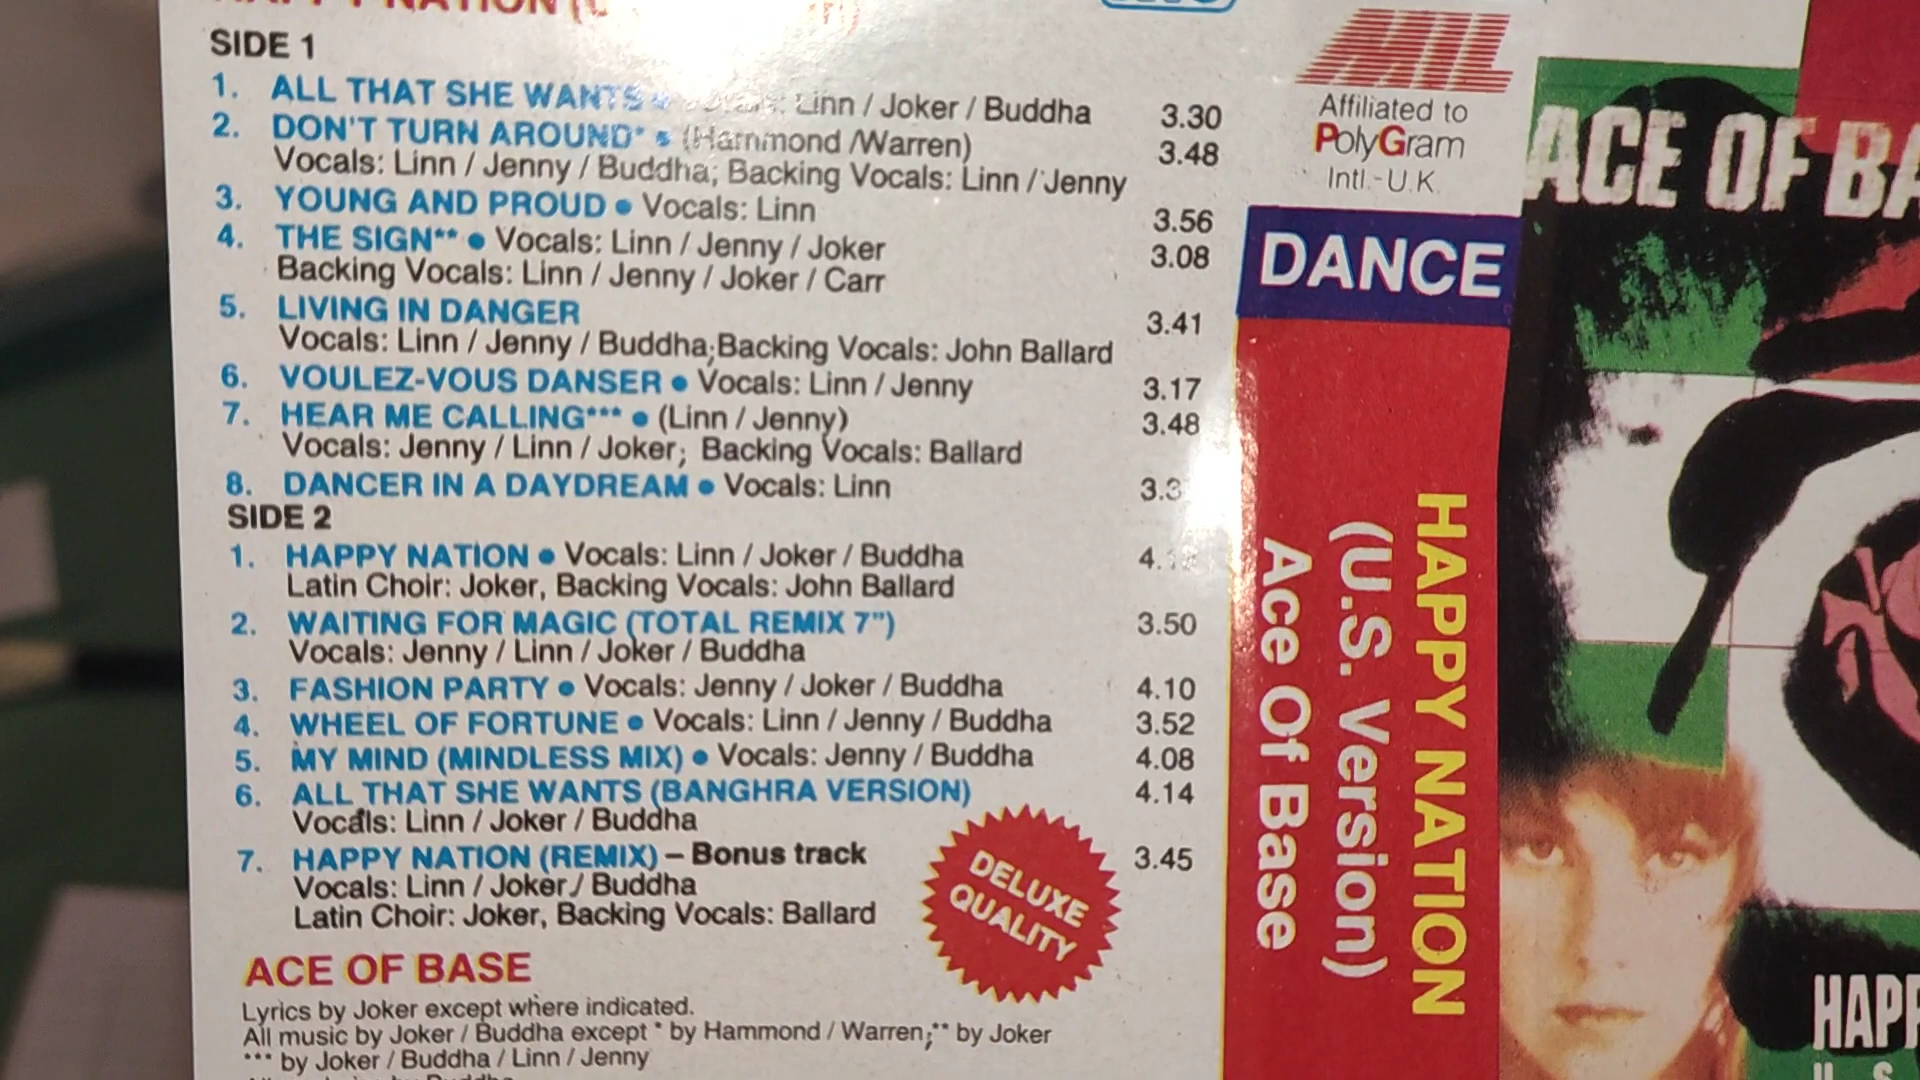 HAPPY NATION
SIDE 1
1. ALL THAT SHE WANTS • Linn / Joker / Buddha 3.30
2. DON'T TURN AROUND* • (Hammond /Warren) 3.48
Vocals: Linn / Jenny / Buddha; Backing Vocals: Linn / Jenny
3. YOUNG AND PROUD • Vocals: Linn 3.56
4. THE SIGN** • Vocals: Linn / Jenny / Joker 3.08
Backing Vocals: Linn / Jenny / Joker / Carr
5. LIVING IN DANGER 3.41
Vocals: Linn / Jenny / Buddha;Backing Vocals: John Ballard
6. VOULEZ-VOUS DANSER • Vocals: Linn / Jenny 3.17
7. HEAR ME CALLING*** • (Linn / Jenny) 3.48
Vocals: Jenny / Linn / Joker; Backing Vocals: Ballard
8. DANCER IN A DAYDREAM • Vocals: Linn
SIDE 2
1. HAPPY NATION • Vocals: Linn / Joker / Buddha
Latin Choir: Joker, Backing Vocals: John Ballard
2. WAITING FOR MAGIC (TOTAL REMIX 7") 3.50
Vocals: Jenny / Linn / Joker / Buddha
3. FASHION PARTY • Vocals: Jenny / Joker / Buddha 4.10
4. WHEEL OF FORTUNE • Vocals: Linn / Jenny / Buddha 3.52
5. MY MIND (MINDLESS MIX) • Vocals: Jenny / Buddha 4.08
6. ALL THAT SHE WANTS (BANGHRA VERSION) 4.14
Vocals: Linn / Joker / Buddha
7. HAPPY NATION (REMIX) – Bonus track 3.45
Vocals: Linn / Joker / Buddha
Latin Choir: Joker, Backing Vocals: Ballard
DELUXE
QUALITY
ACE OF BASE
Lyrics by Joker except where indicated.
All music by Joker / Buddha except * by Hammond / Warren;** by Joker
*** by Joker / Buddha / Linn / Jenny
MIL
Affiliated to
PolyGram
Intl.-U.K.
DANCE
HAPPY NATION
(U.S. Version)
Ace Of Base
ACE OF BA
HAPP
U.S